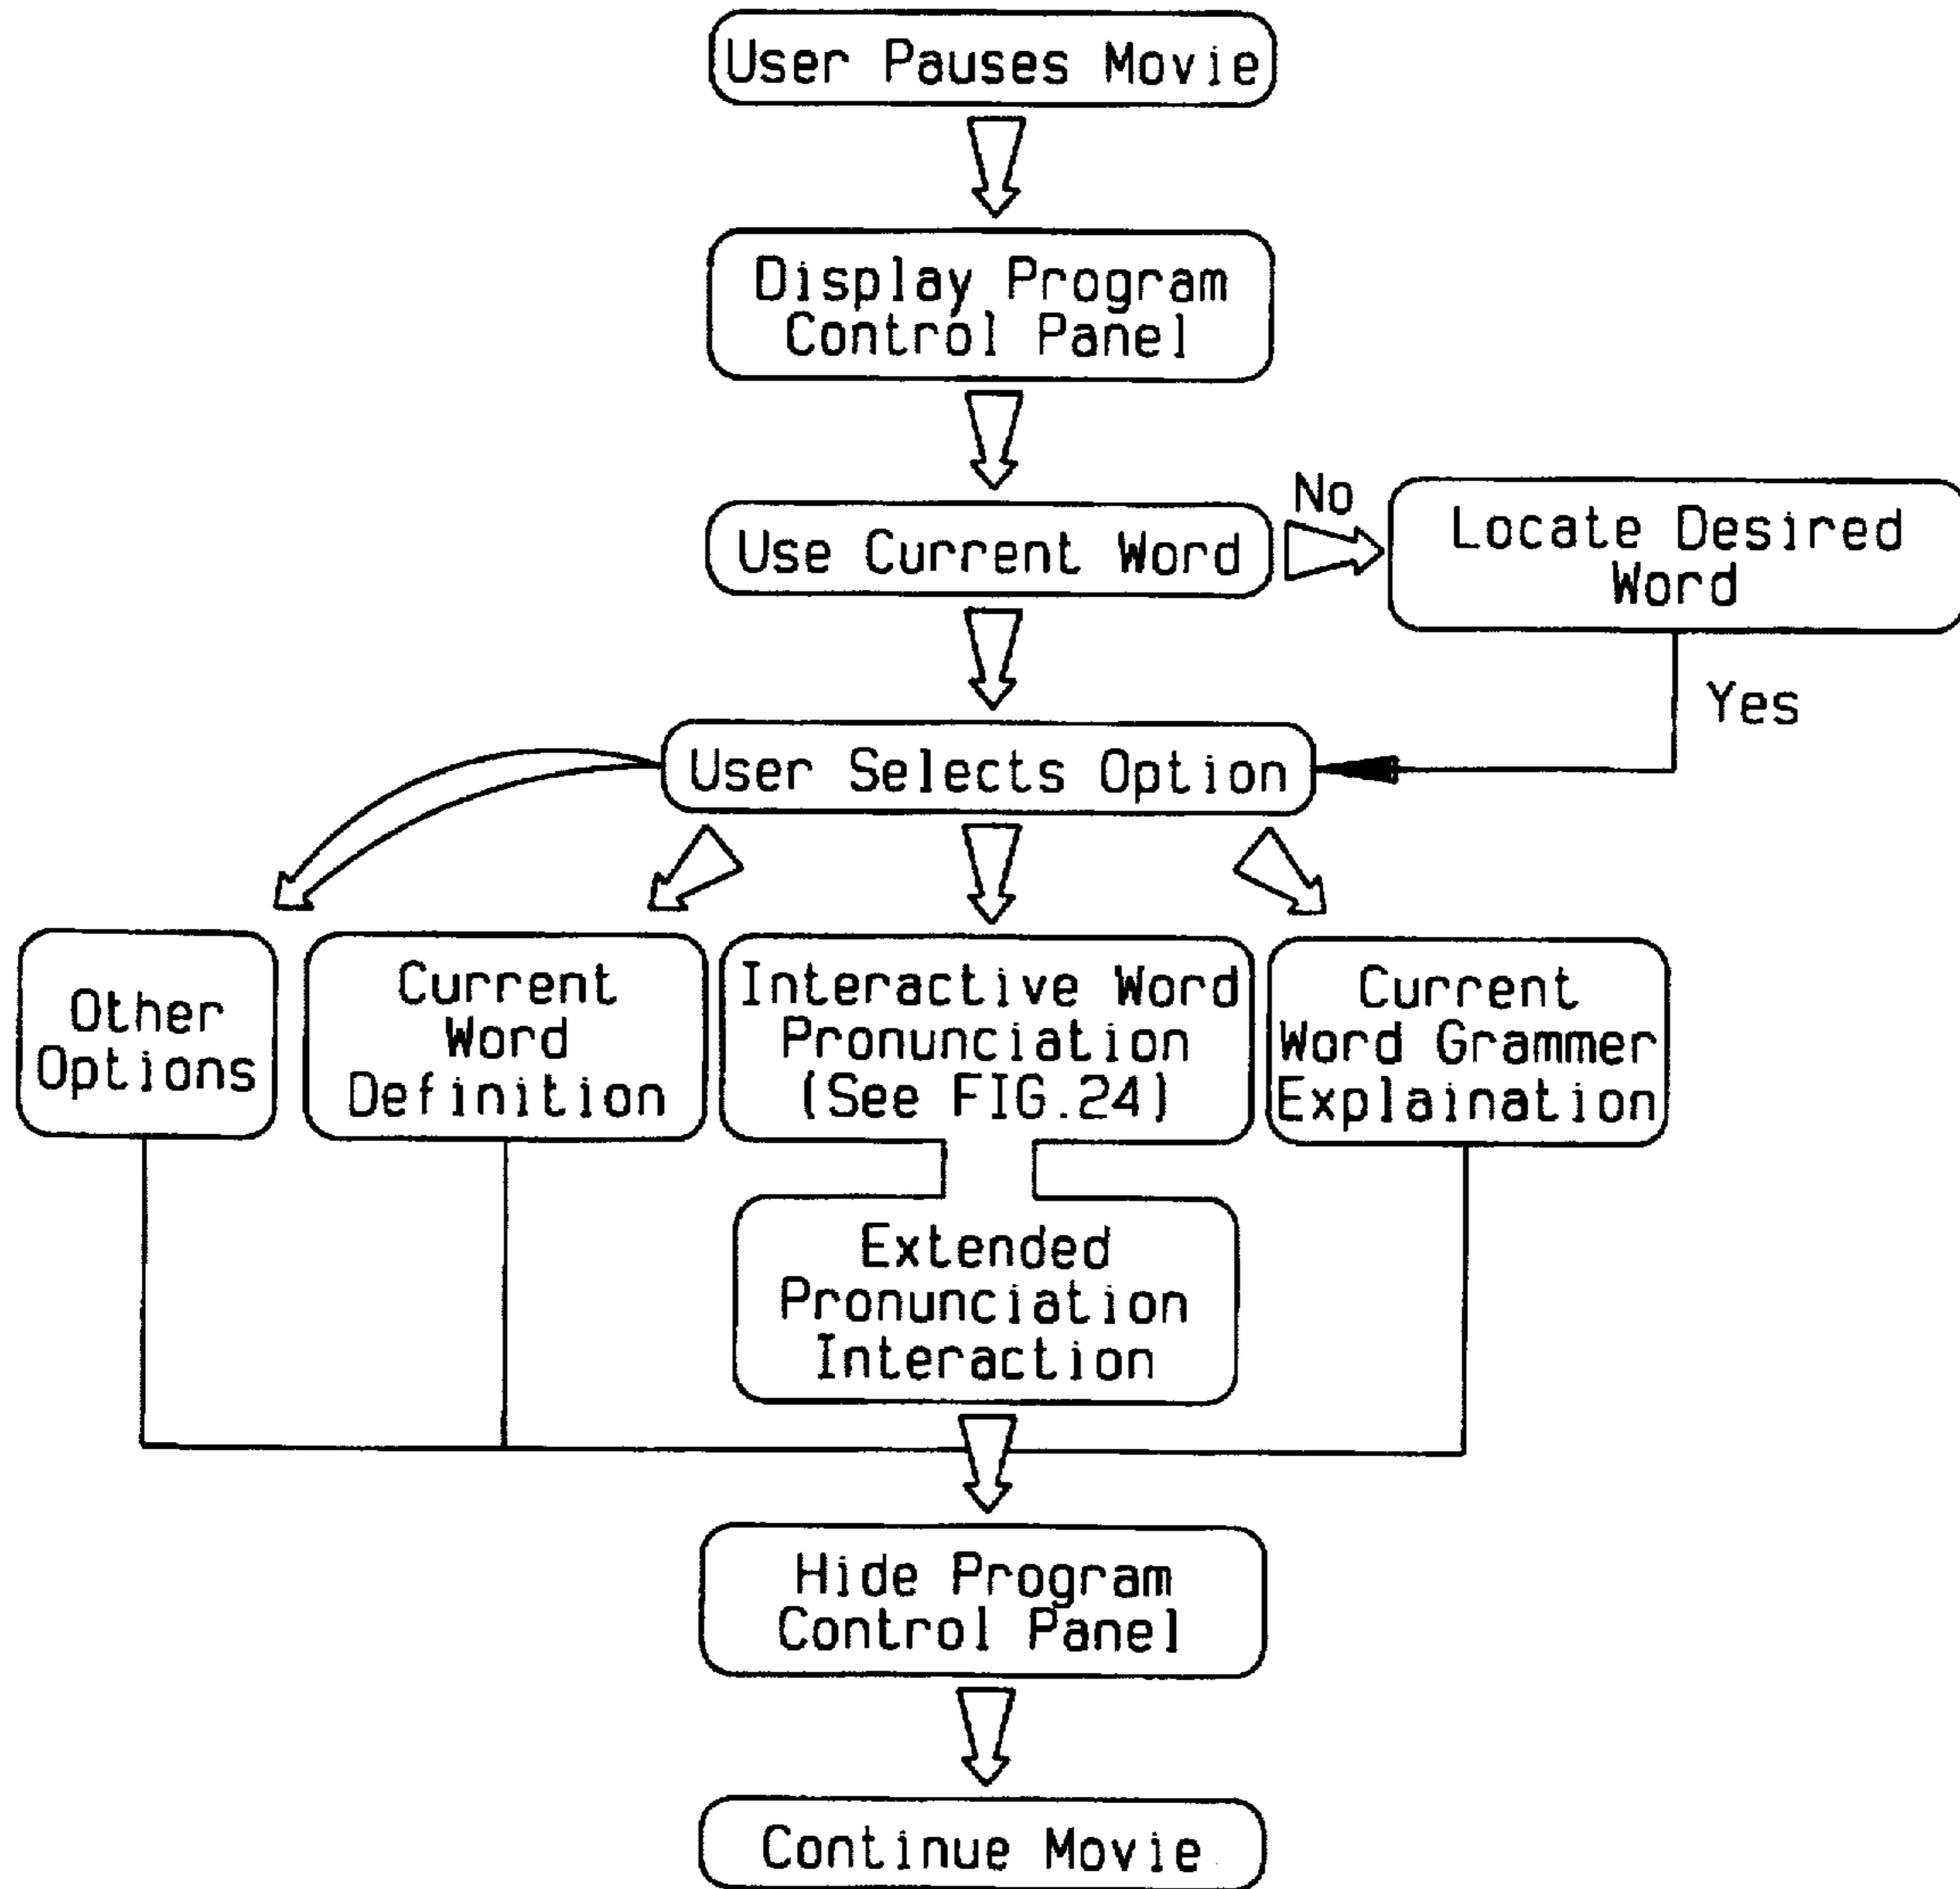 User Pauses Movie
Display Program
Control Panel
Use Current Word
No
Locate Desired
Word
Yes
User Selects Option
Other
Options
Current
Word
Definition
Interactive Word
Pronunciation
(See FIG.24)
Current
Word Grammer
Explaination
Extended
Pronunciation
Interaction
Hide Program
Control Panel
Continue Movie